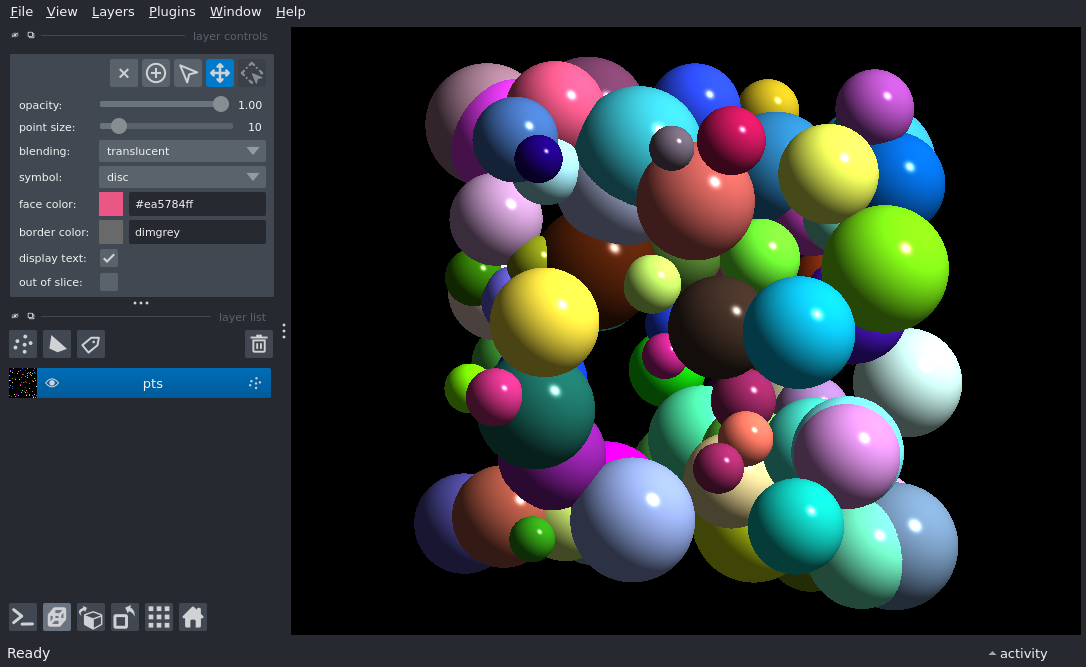 File View Layers Plugins Window Help
layer controls
opacity: 1.00
point size: 10
blending: translucent
symbol: disc
face color: #ea5784ff
border color: dimgrey
display text:
out of slice:
layer list
pts
Ready activity